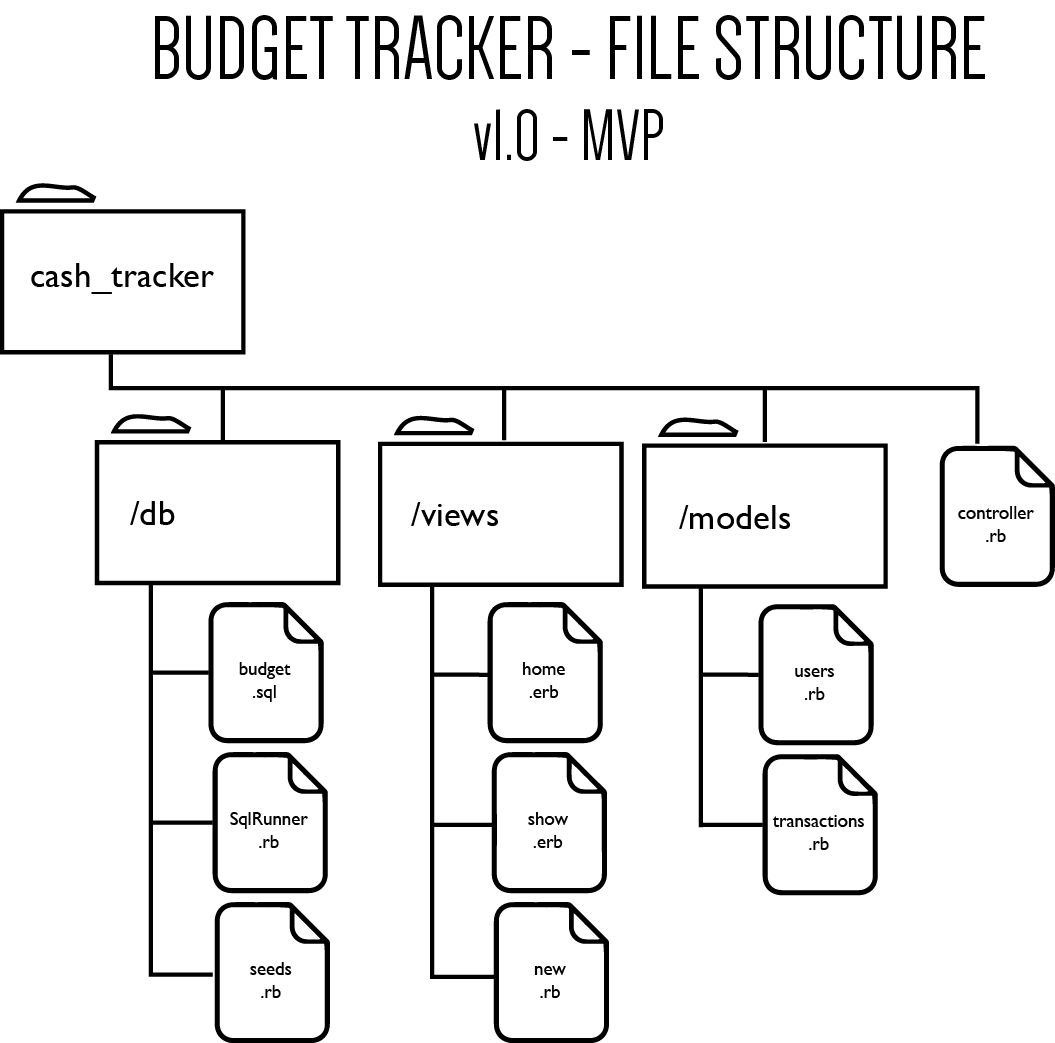 BUDGET TRACKER - FILE STRUCTURE
v1.0 - MVP
cash_tracker
/db
/views
/models
controller
.rb
budget
.sql
home
.erb
users
.rb
SqlRunner
.rb
show
.erb
transactions
.rb
seeds
.rb
new
.rb